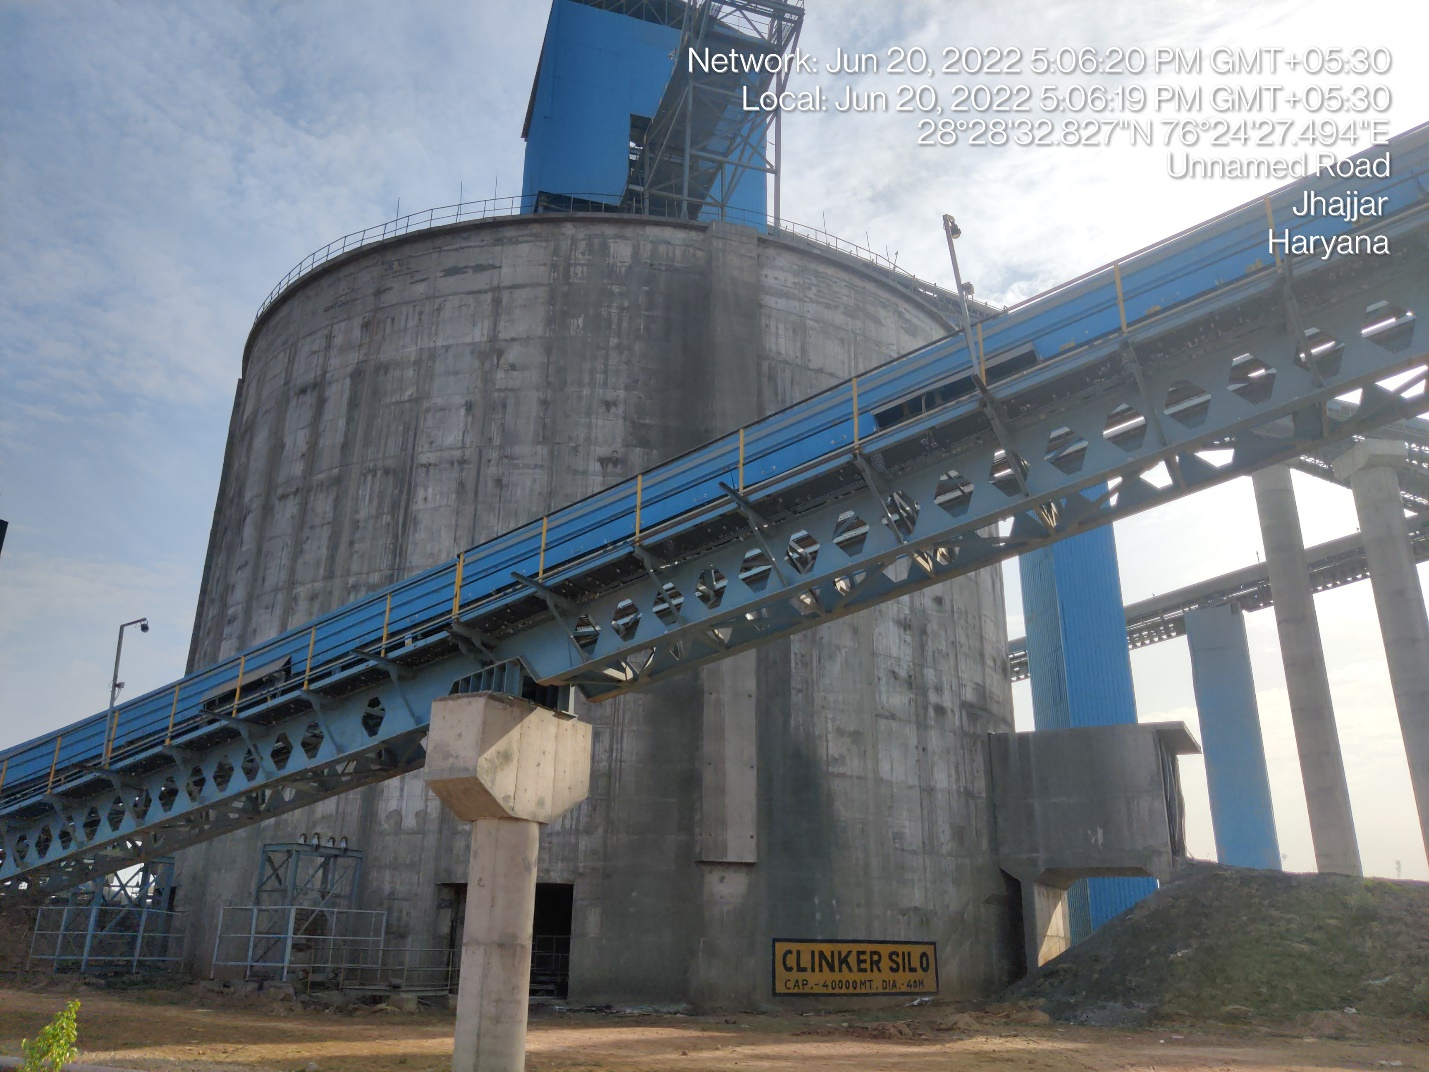 Network: Jun 20, 2022 5:06:20 PM GMT+05:30
Local: Jun 20, 2022 5:06:19 PM GMT+05:30
28°28'32.827"N 76°24'27.494"E
Unnamed Road
Jhajjar
Haryana
CLINKER SILO
CAP.-40000MT, DIA.-40M